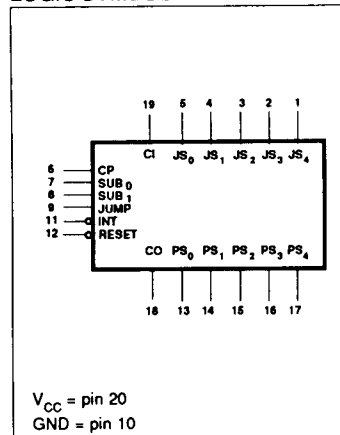 LOGIC
19 5 4 3 2 1
CI JS₀ JS₁ JS₂ JS₃ JS₄
6 CP
7 SUB₀
8 SUB₁
9 JUMP
11 INT
12 RESET
CO PS₀ PS₁ PS₂ PS₃ PS₄
18 13 14 15 16 17
V_CC = pin 20
GND = pin 10